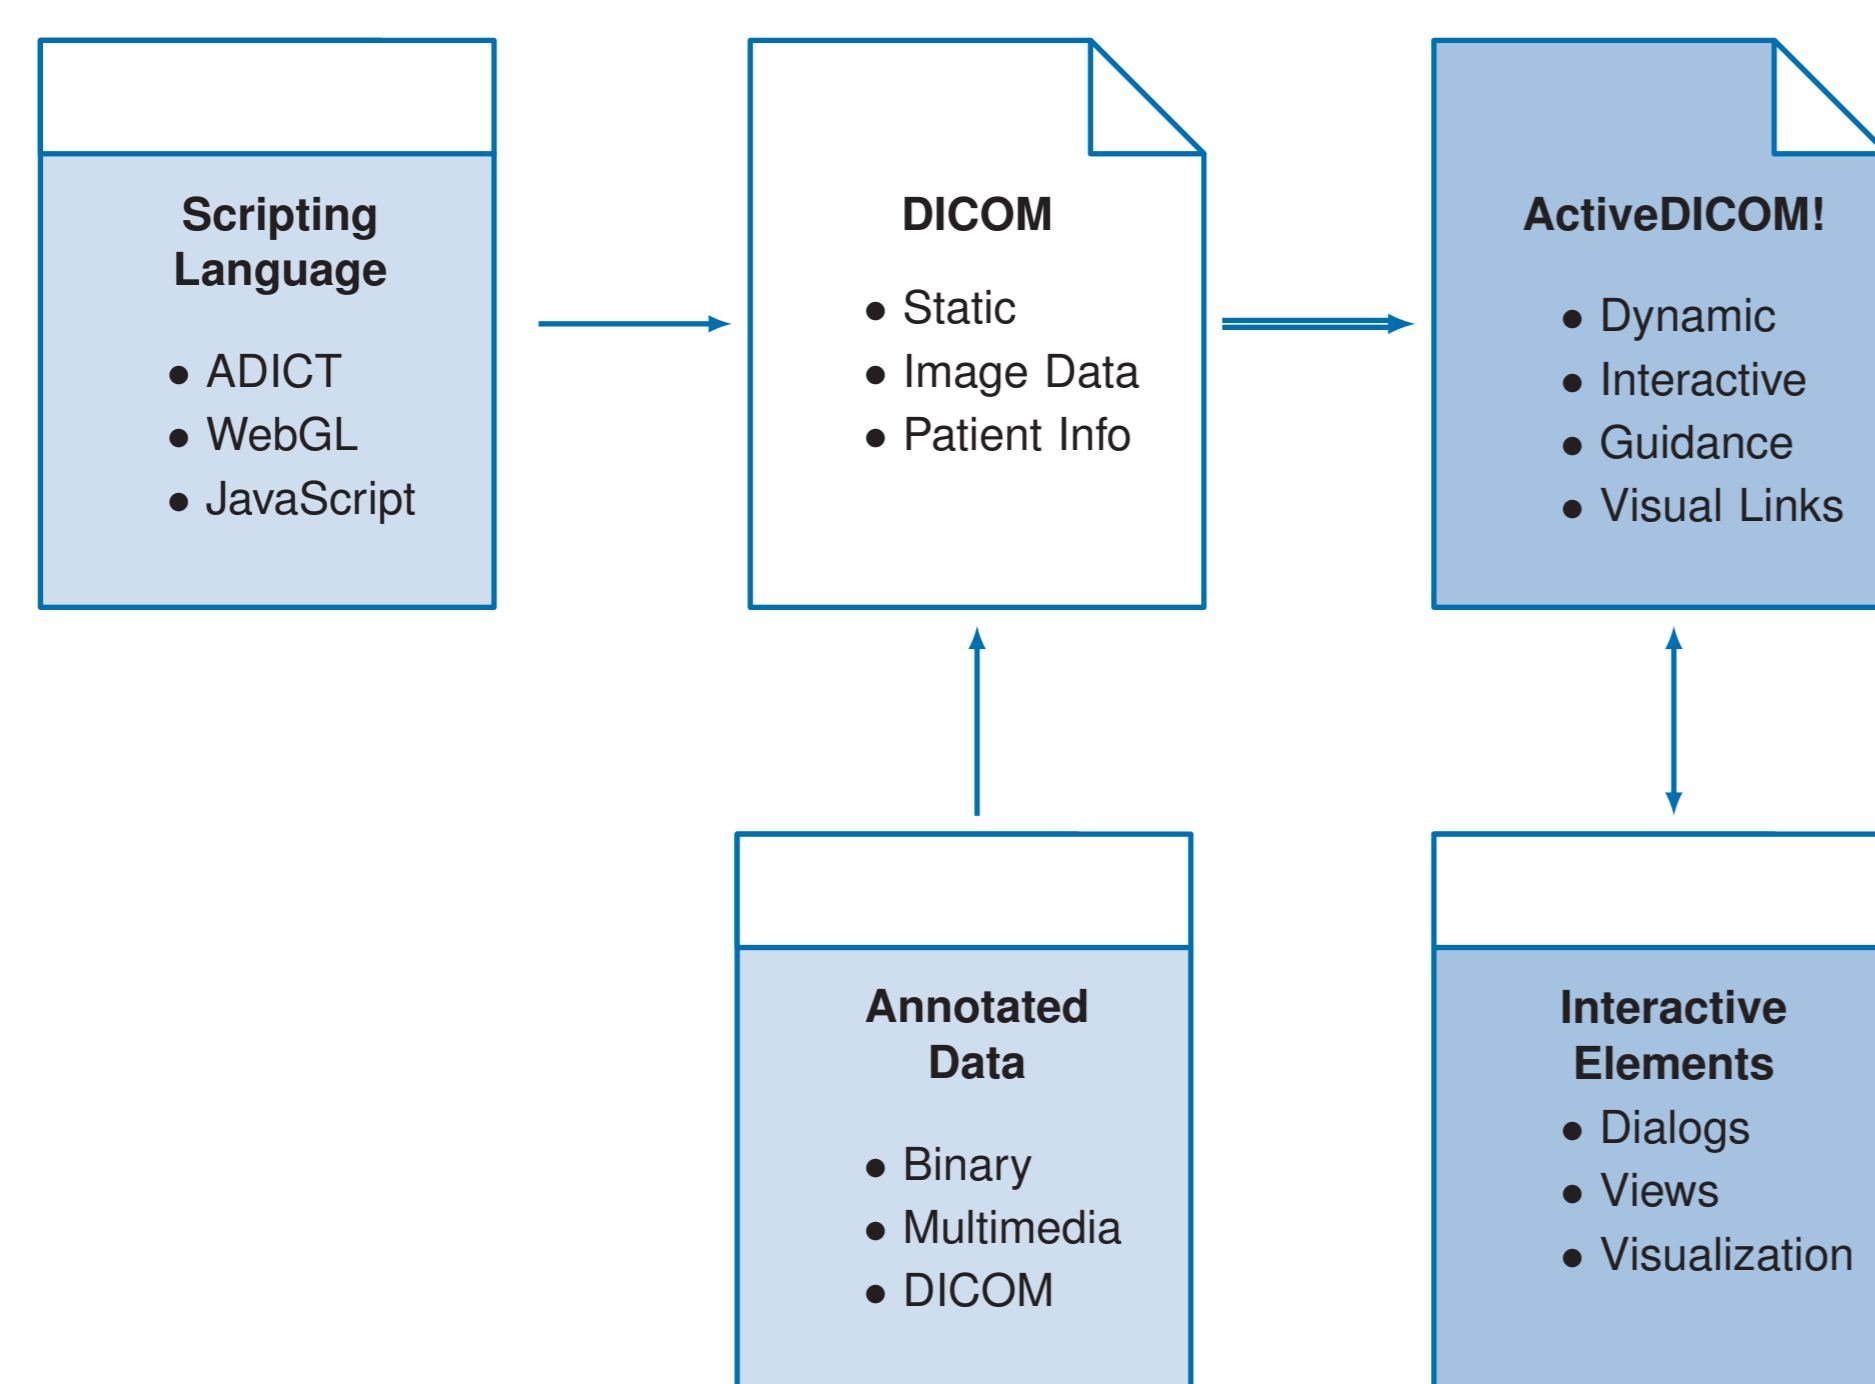 Scripting
Language
● ADICT
● WebGL
● JavaScript
DICOM
● Static
● Image Data
● Patient Info
ActiveDICOM!
● Dynamic
● Interactive
● Guidance
● Visual Links
Annotated
Data
● Binary
● Multimedia
● DICOM
Interactive
Elements
● Dialogs
● Views
● Visualization